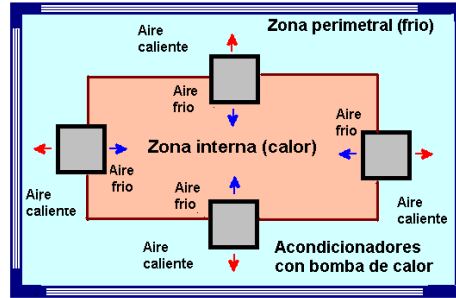 Zona perimetral (frio)
Aire
caliente
Aire
frio
Zona interna (calor)
Aire
frio
Aire
frio
Aire
caliente
Aire
frio
Aire
caliente
Aire
caliente
Acondicionadores
con bomba de calor